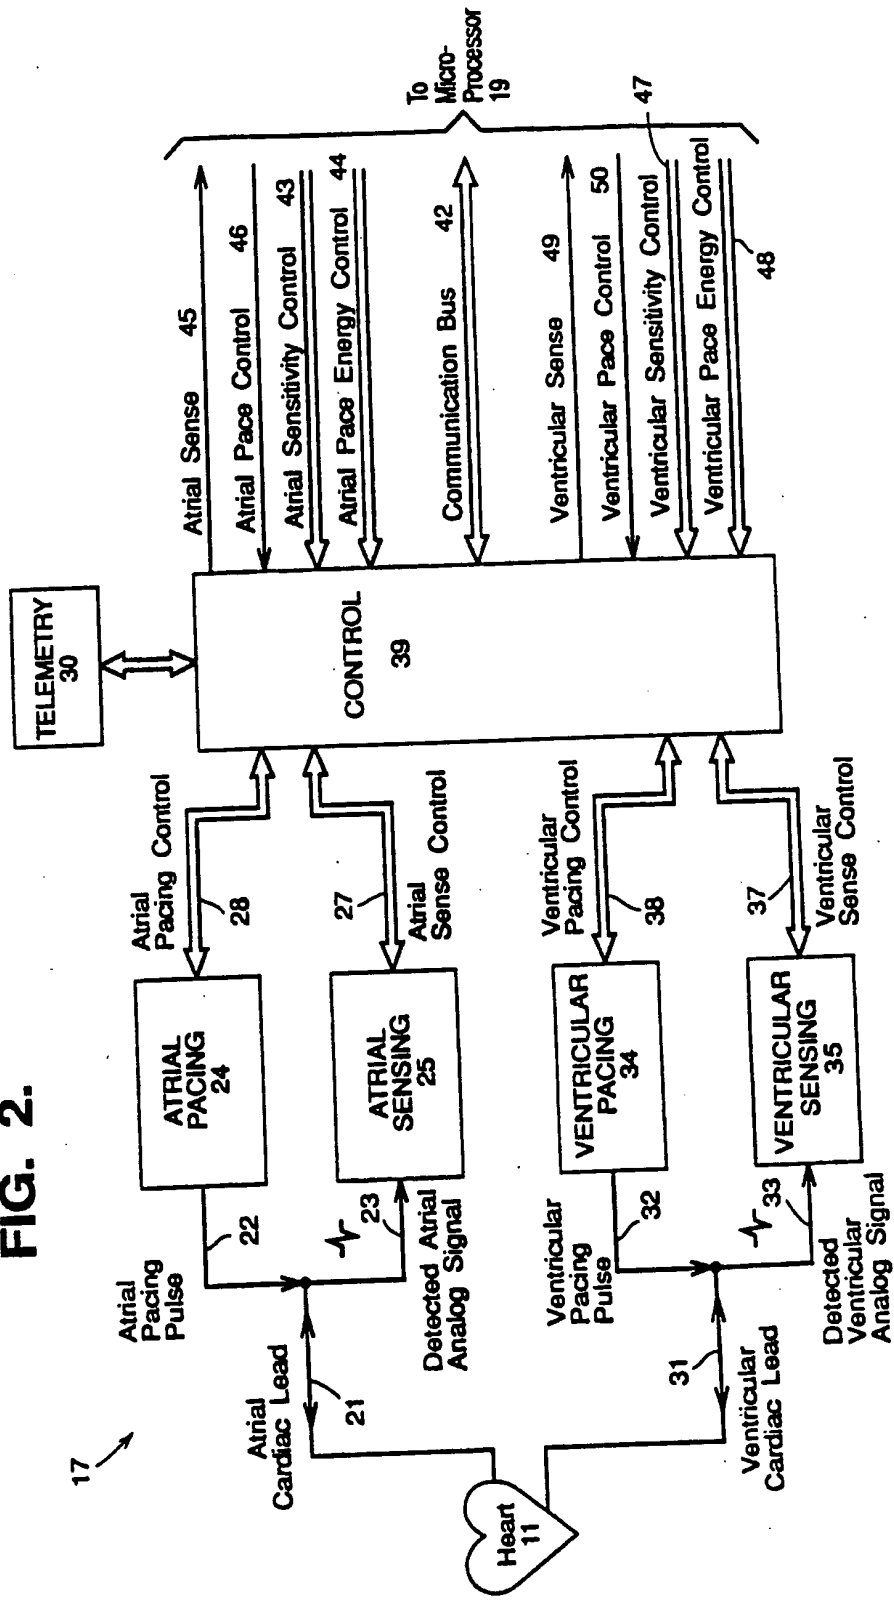 FIG. 2.
17
Heart
11
Atrial
Cardiac Lead
21
Atrial
Pacing
Pulse
22
23
Detected Atrial
Analog Signal
ATRIAL
PACING
24
ATRIAL
SENSING
25
Atrial
Pacing Control
28
27
Atrial
Sense Control
TELEMETRY
30
CONTROL
39
Atrial Sense 45
Atrial Pace Control 46
Atrial Sensitivity Control 43
Atrial Pace Energy Control 44
Communication Bus 42
Ventricular Sense 49
Ventricular Pace Control 50
Ventricular Sensitivity Control
47
Ventricular Pace Energy Control
48
To
Micro-
Processor
19
Ventricular
Cardiac Lead
31
Ventricular
Pacing
Pulse
32
33
Detected
Ventricular
Analog Signal
VENTRICULAR
PACING
34
VENTRICULAR
SENSING
35
Ventricular
Pacing Control
38
37
Ventricular
Sense Control